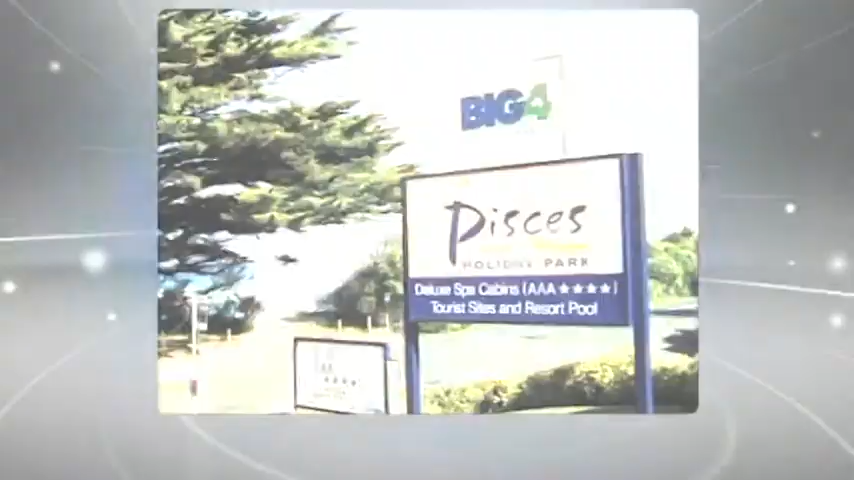 BIG4
Pisces
HOLIDAY PARK
Deluxe Spa Cabins (AAA★★★★)
Tourist Sites and Resort Pool